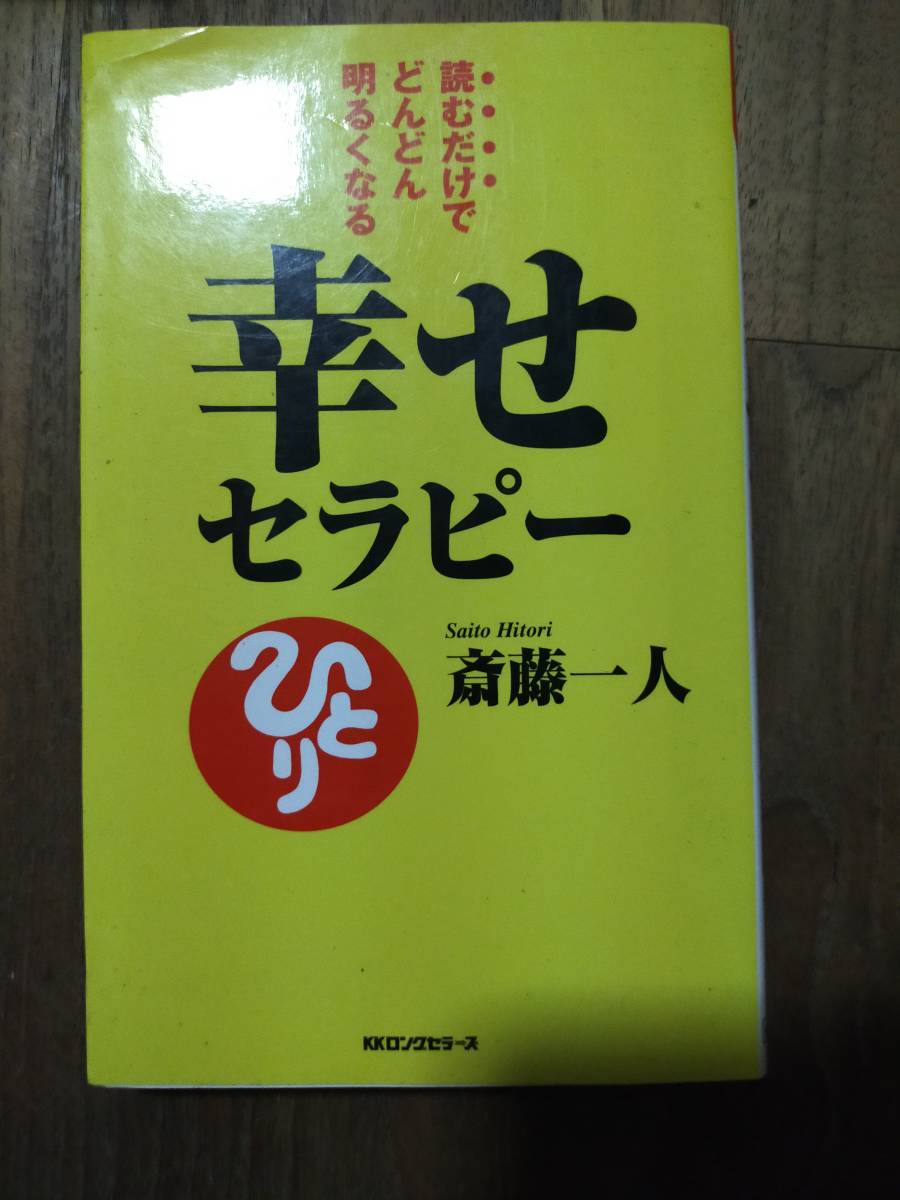 読むだけで
どんどん
明るくなる
幸せ
セラピー
Saito Hitori
斎藤一人
ひとり
KKロングセラーズ